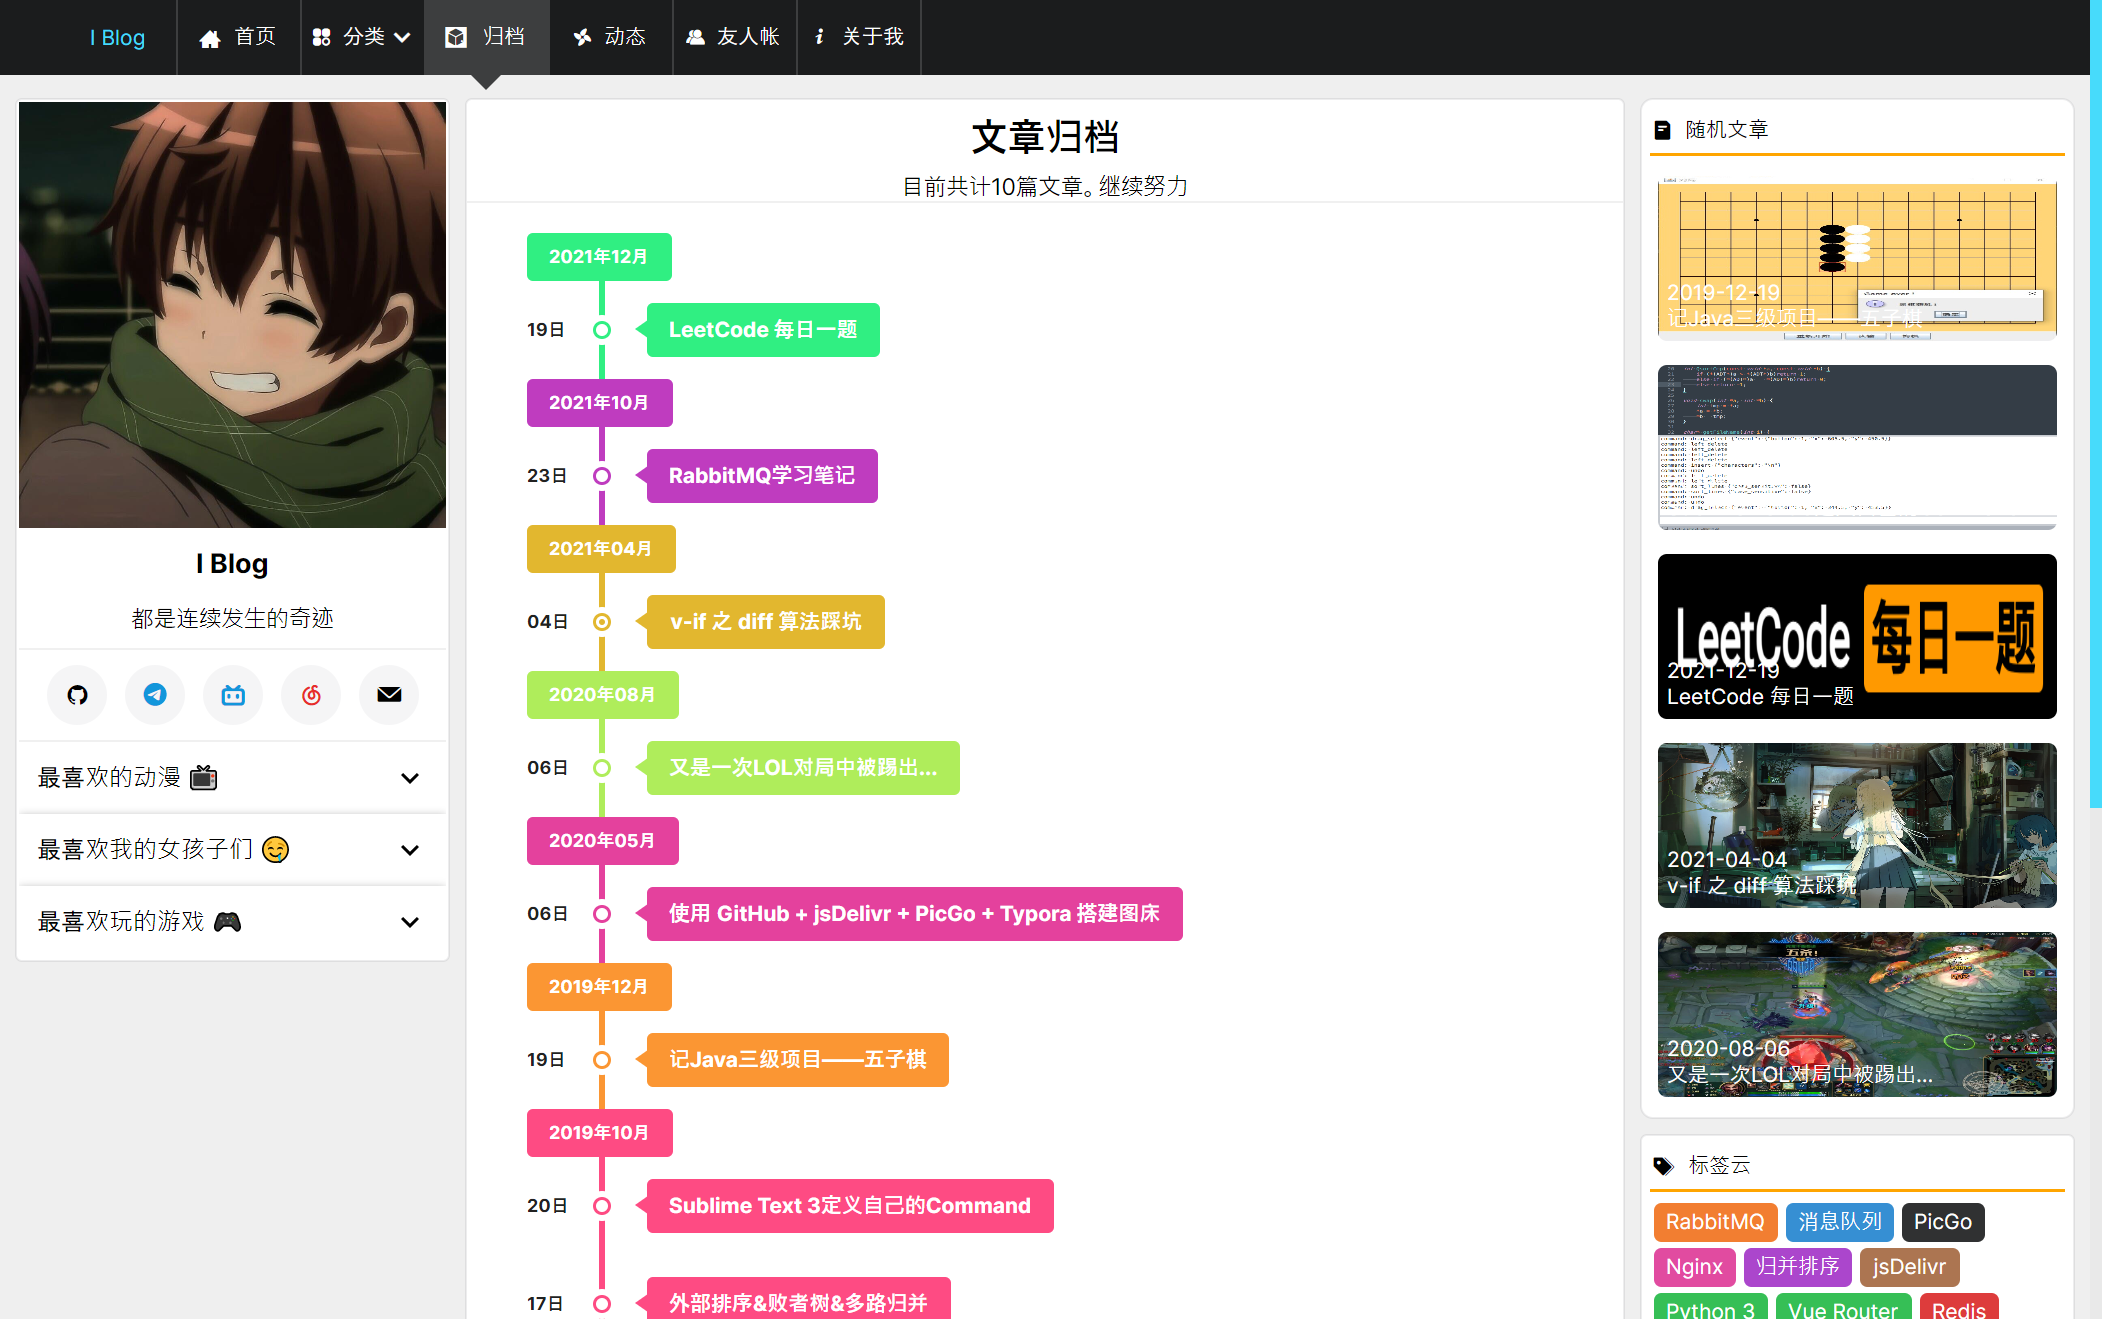 I Blog
首页
分类
归档
动态
友人帐
关于我
I Blog
都是连续发生的奇迹
最喜欢的动漫 📺
最喜欢我的女孩子们 🤤
最喜欢玩的游戏 🎮
文章归档
目前共计10篇文章。继续努力
2021年12月
19日
LeetCode 每日一题
2021年10月
23日
RabbitMQ学习笔记
2021年04月
04日
v-if 之 diff 算法踩坑
2020年08月
06日
又是一次LOL对局中被踢出...
2020年05月
06日
使用 GitHub + jsDelivr + PicGo + Typora 搭建图床
2019年12月
19日
记Java三级项目——五子棋
2019年10月
20日
Sublime Text 3定义自己的Command
17日
外部排序&败者树&多路归并
随机文章
2019-12-19
记Java三级项目——五子棋
LeetCode 每日一题
2021-12-19
LeetCode 每日一题
2021-04-04
v-if 之 diff 算法踩坑
2020-08-06
又是一次LOL对局中被踢出...
标签云
RabbitMQ 消息队列 PicGo
Nginx 归并排序 jsDelivr
Python 3 Vue Router Redis